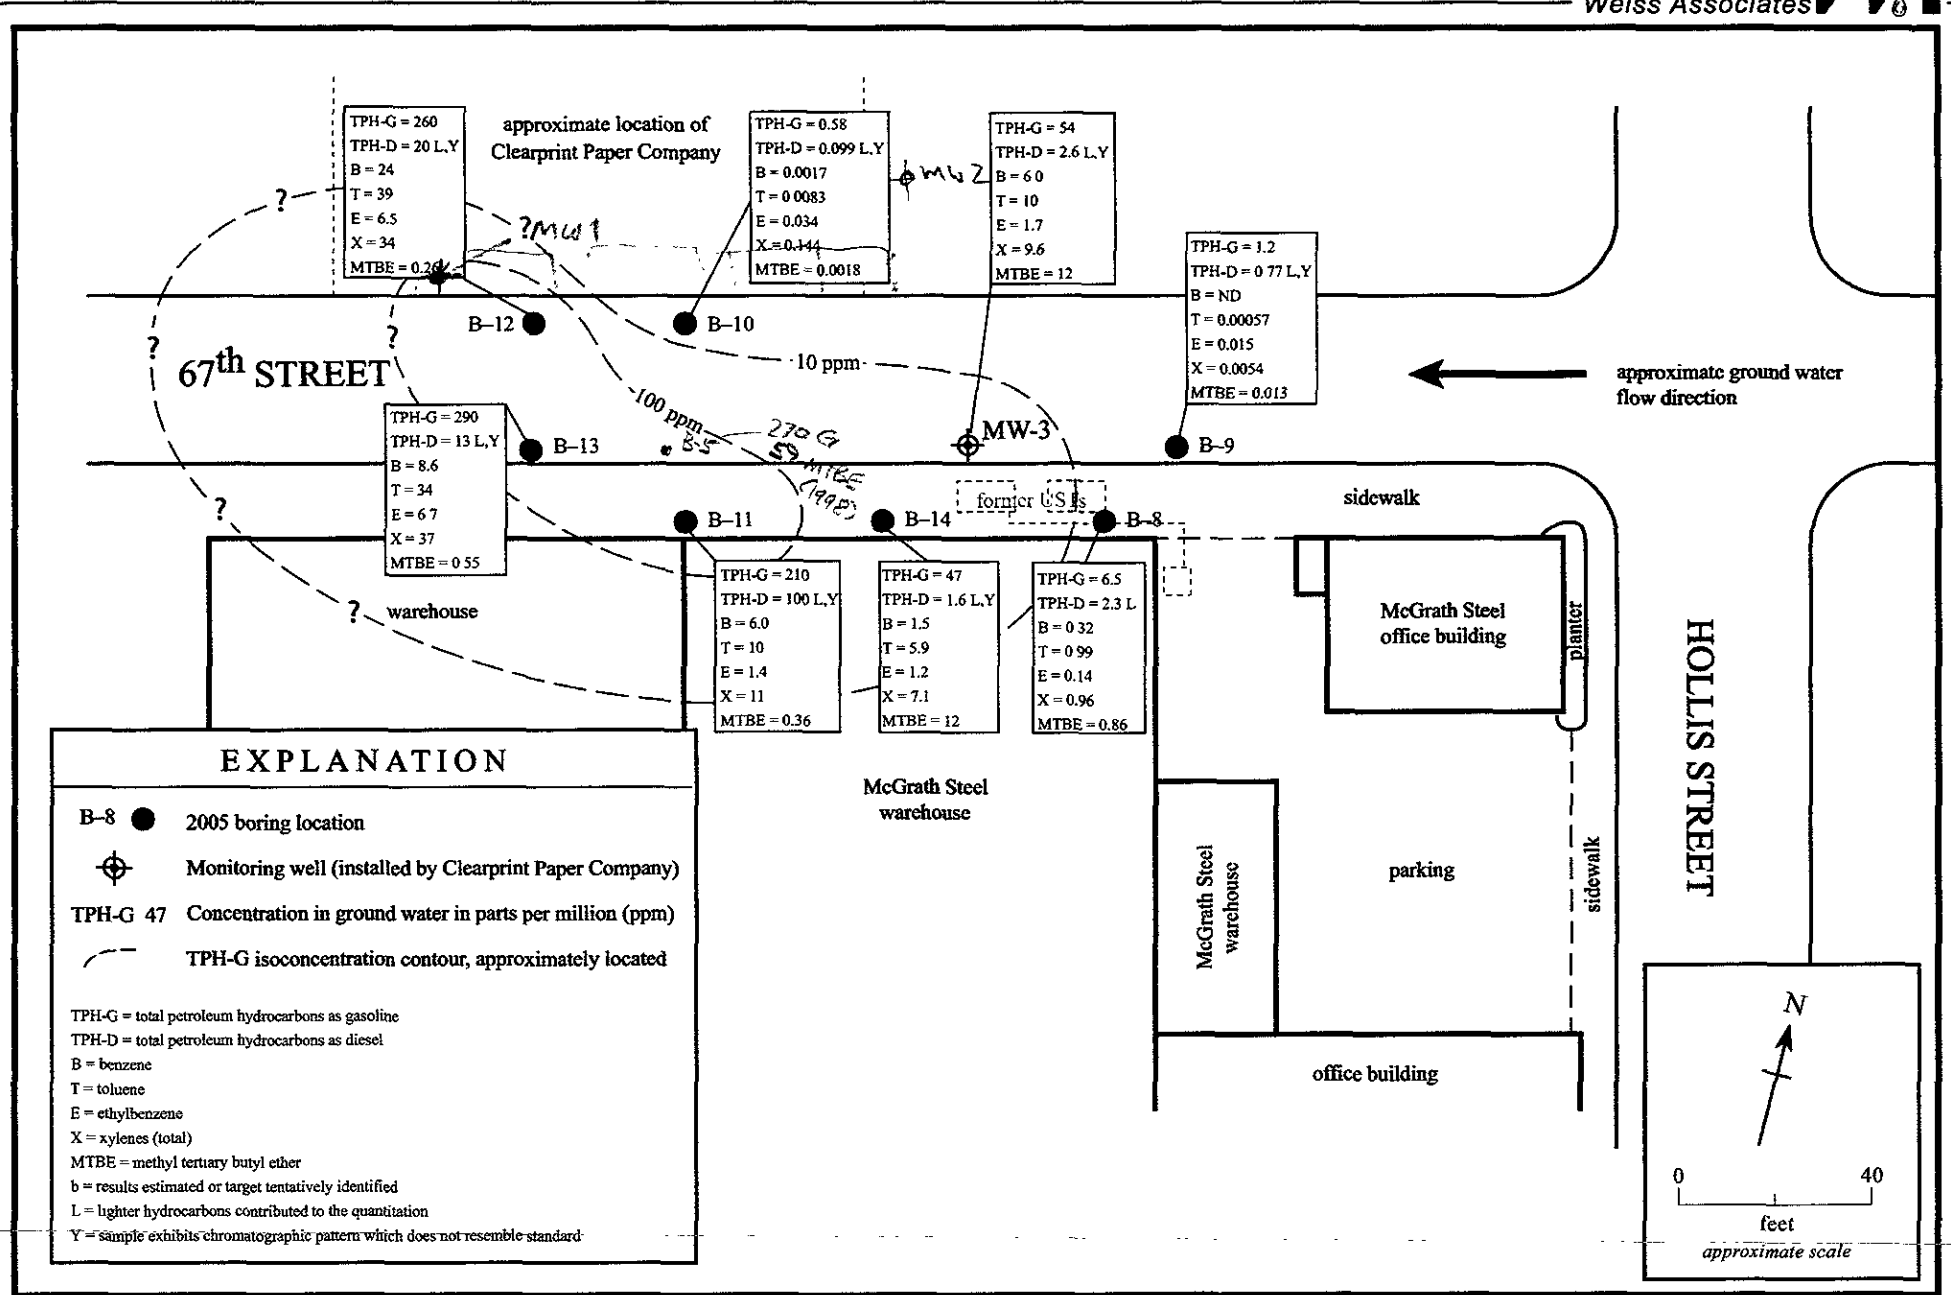 Weiss Associates
TPH-G = 260
TPH-D = 20 L,Y
B = 24
T = 39
E = 6.5
X = 34
MTBE = 0.26
approximate location of
Clearprint Paper Company
TPH-G = 0.58
TPH-D = 0.099 L,Y
B = 0.0017
T = 0 0083
E = 0.034
X = 0.144
MTBE = 0.0018
MW2
TPH-G = 54
TPH-D = 2.6 L,Y
B = 6 0
T = 10
E = 1.7
X = 9.6
MTBE = 12
TPH-G = 1.2
TPH-D = 0 77 L,Y
B = ND
T = 0.00057
E = 0.015
X = 0.0054
MTBE = 0.013
?
?MW1
B-12
B-10
?
?
67th STREET
10 ppm
approximate ground water
flow direction
100 ppm
TPH-G = 290
TPH-D = 13 L,Y
B = 8.6
T = 34
E = 6 7
X = 37
MTBE = 0 55
B-13
B-5
270 G
59 MTBE
(1998)
MW-3
B-9
?
former USTs
sidewalk
B-11
B-14
B-8
?
warehouse
TPH-G = 210
TPH-D = 100 L,Y
B = 6.0
T = 10
E = 1.4
X = 11
MTBE = 0.36
TPH-G = 47
TPH-D = 1.6 L,Y
B = 1.5
T = 5.9
E = 1.2
X = 7.1
MTBE = 12
TPH-G = 6.5
TPH-D = 2.3 L
B = 0 32
T = 0 99
E = 0.14
X = 0.96
MTBE = 0.86
McGrath Steel
office building
planter
HOLLIS STREET
McGrath Steel
warehouse
McGrath Steel
warehouse
parking
sidewalk
office building
EXPLANATION
B-8 2005 boring location
Monitoring well (installed by Clearprint Paper Company)
TPH-G 47 Concentration in ground water in parts per million (ppm)
TPH-G isoconcentration contour, approximately located
TPH-G = total petroleum hydrocarbons as gasoline
TPH-D = total petroleum hydrocarbons as diesel
B = benzene
T = toluene
E = ethylbenzene
X = xylenes (total)
MTBE = methyl tertiary butyl ether
b = results estimated or target tentatively identified
L = lighter hydrocarbons contributed to the quantitation
Y = sample exhibits chromatographic pattern which does not resemble standard
N
0 40
feet
approximate scale